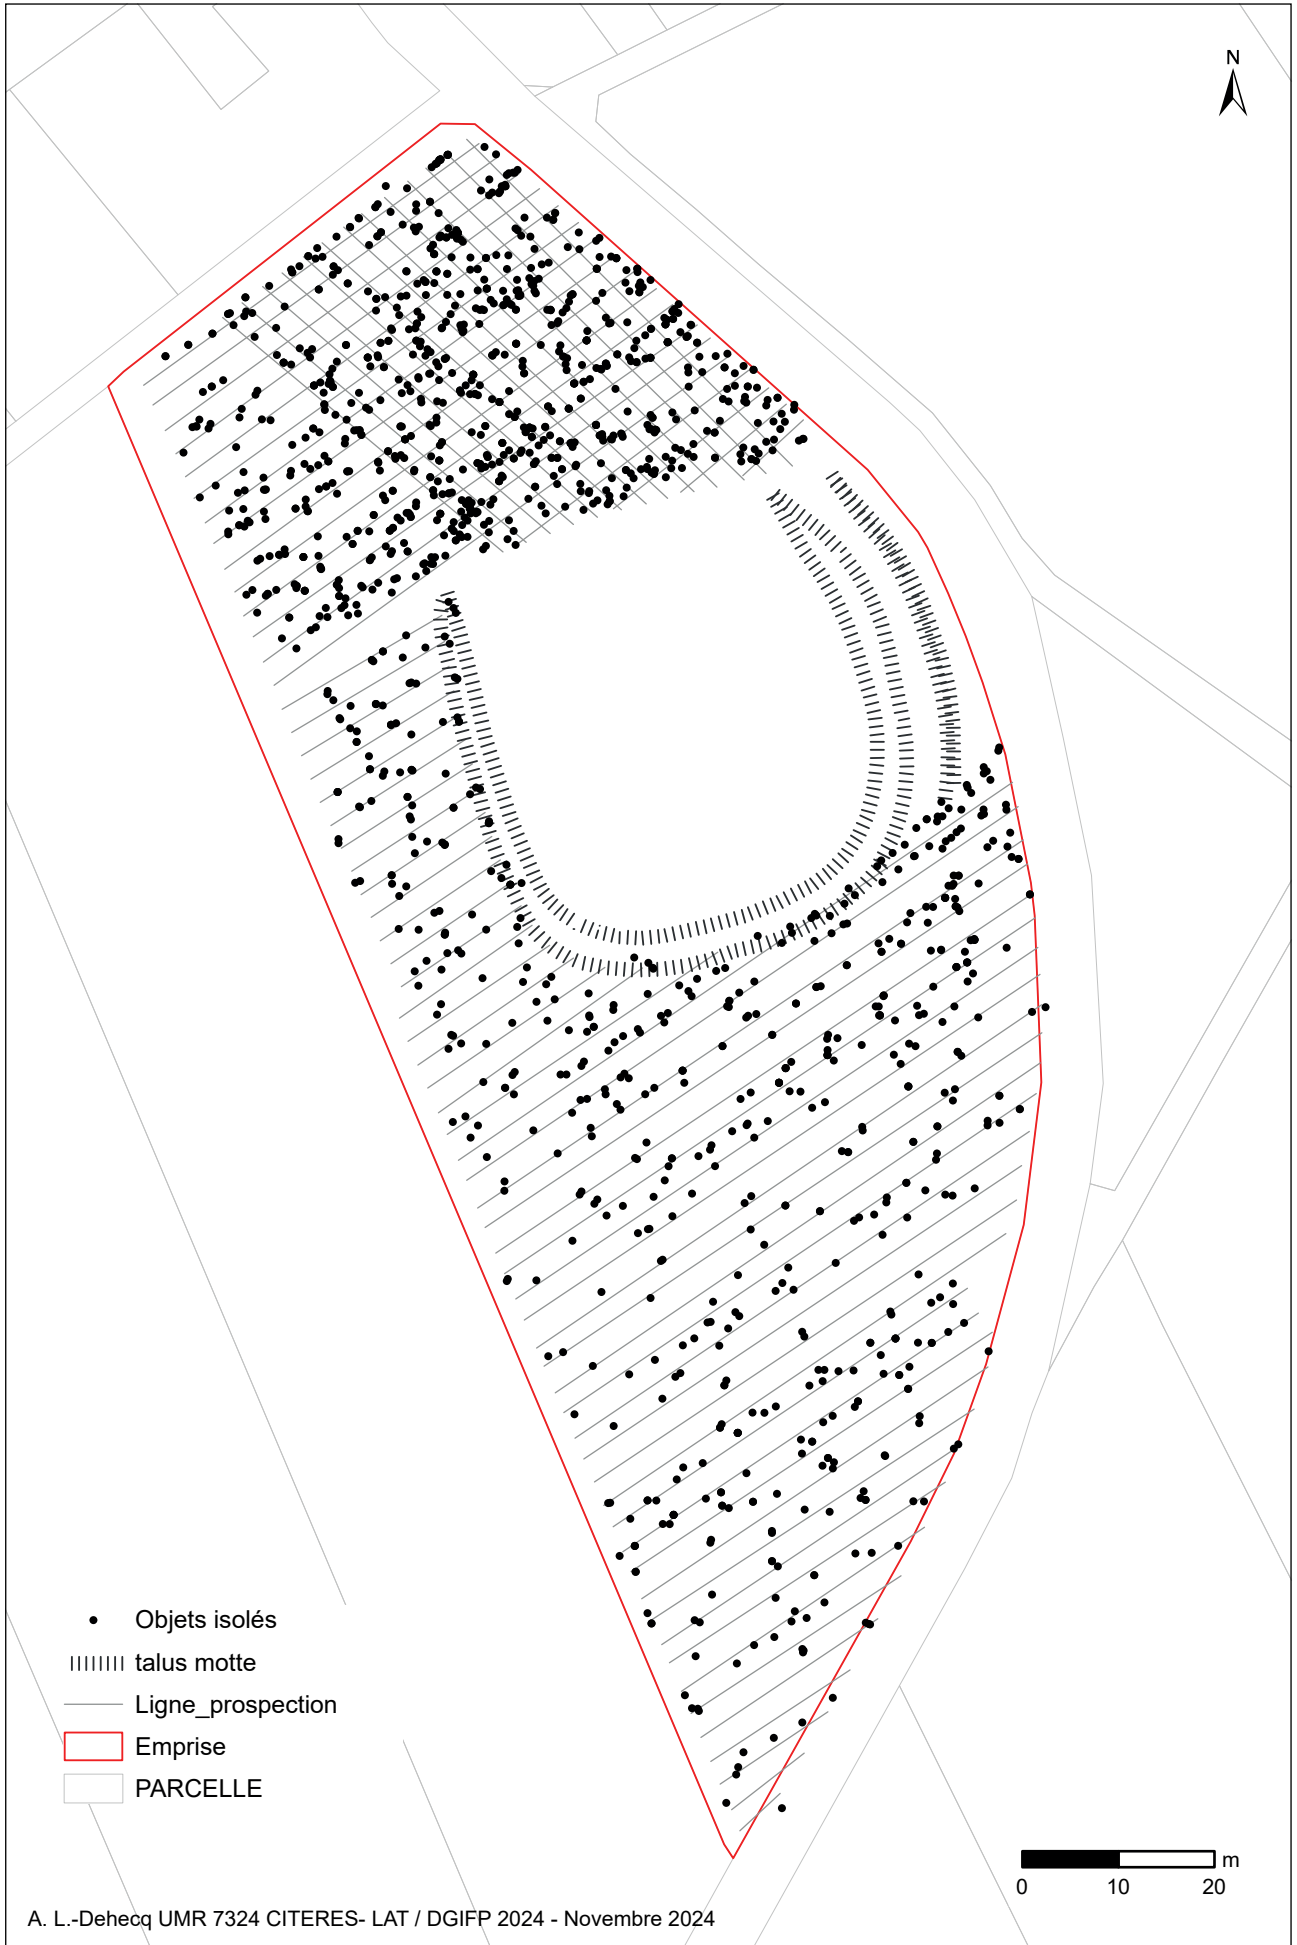 N
Objets isolés
talus motte
Ligne_prospection
Emprise
PARCELLE
m
0 10 20
A. L.-Dehecq UMR 7324 CITERES- LAT / DGIFP 2024 - Novembre 2024